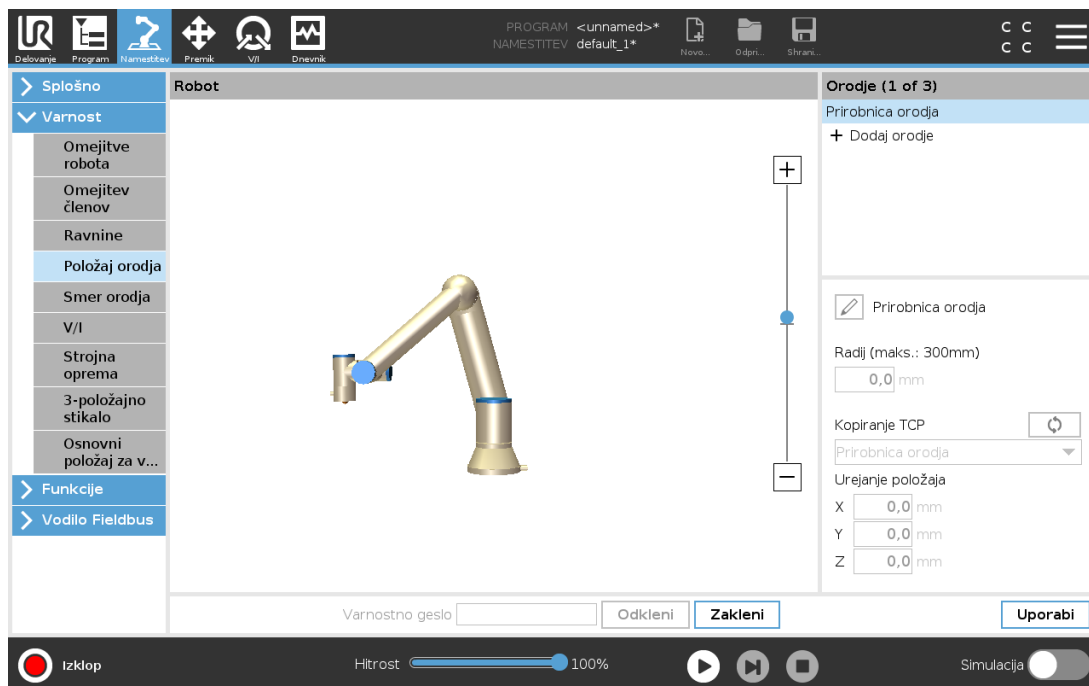 Delovanje
Program
Namestitev
Premik
V/I
Dnevnik
PROGRAM <unnamed>*
NAMESTITEV default_1*
Novo...
Odpri...
Shrani...
C C
C C
Splošno
Varnost
Omejitve
robota
Omejitev
členov
Ravnine
Položaj orodja
Smer orodja
V/I
Strojna
oprema
3-položajno
stikalo
Osnovni
položaj za v...
Funkcije
Vodilo Fieldbus
Robot
Orodje (1 of 3)
Prirobnica orodja
+ Dodaj orodje
Prirobnica orodja
Radij (maks.: 300mm)
0,0 mm
Kopiranje TCP
Prirobnica orodja
Urejanje položaja
X 0,0 mm
Y 0,0 mm
Z 0,0 mm
Varnostno geslo
Odkleni
Zakleni
Uporabi
Izklop
Hitrost
100%
Simulacija